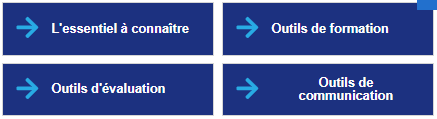 L'essentiel à connaître
Outils de formation
Outils d'évaluation
Outils de
communication